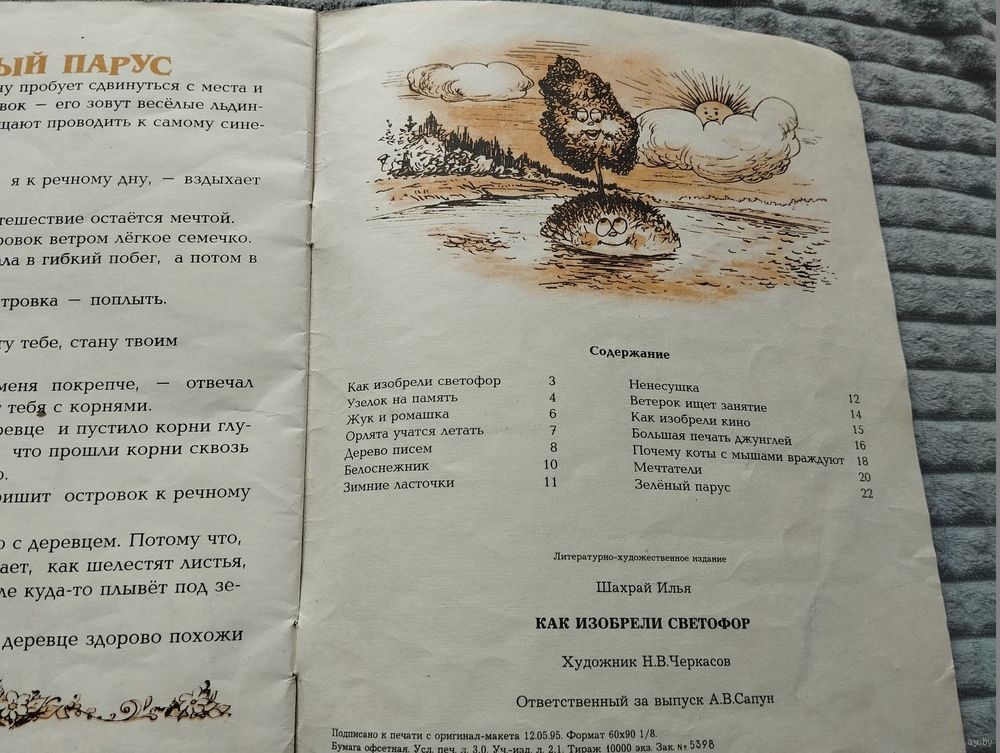 ЫЙ ПАРУС
ну пробует сдвинуться с места и
вок — его зовут весёлые льдин-
щают проводить к самому сине-
я к речному дну, — вздыхает
тешествие остаётся мечтой.
ровок ветром лёгкое семечко.
ала в гибкий побег, а потом в
тровка — поплыть.
гу тебе, стану твоим
меня покрепче, — отвечал
тебя с корнями.
ревце и пустило корни глу-
что прошли корни сквозь
о.
ришит островок к речному
о с деревцем. Потому что,
ает, как шелестят листья,
ле куда-то плывёт под зе-
деревце здорово похожи
Содержание
Как изобрели светофор 3
Узелок на память 4
Жук и ромашка 6
Орлята учатся летать 7
Дерево писем 8
Белоснежник 10
Зимние ласточки 11
Ненесушка 12
Ветерок ищет занятие 14
Как изобрели кино 15
Большая печать джунглей 16
Почему коты с мышами враждуют 18
Мечтатели 20
Зелёный парус 22
Литературно-художественное издание
Шахрай Илья
КАК ИЗОБРЕЛИ СВЕТОФОР
Художник Н.В.Черкасов
Ответственный за выпуск А.В.Сапун
Подписано к печати с оригинал-макета 12.05.95. Формат 60х90 1/8.
Бумага офсетная. Усл. печ. л. 3,0. Уч.-изд. л. 2,1. Тираж 10000 экз. Зак. № 5398
ay.by